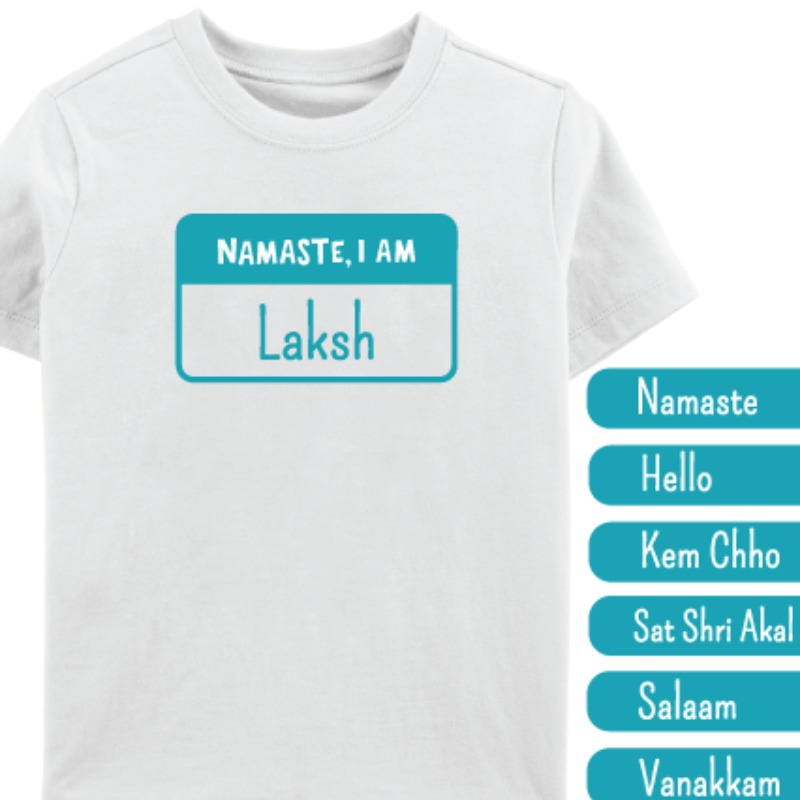 NAMASTE, I AM
Laksh
Namaste
Hello
Kem Chho
Sat Shri Akal
Salaam
Vanakkam